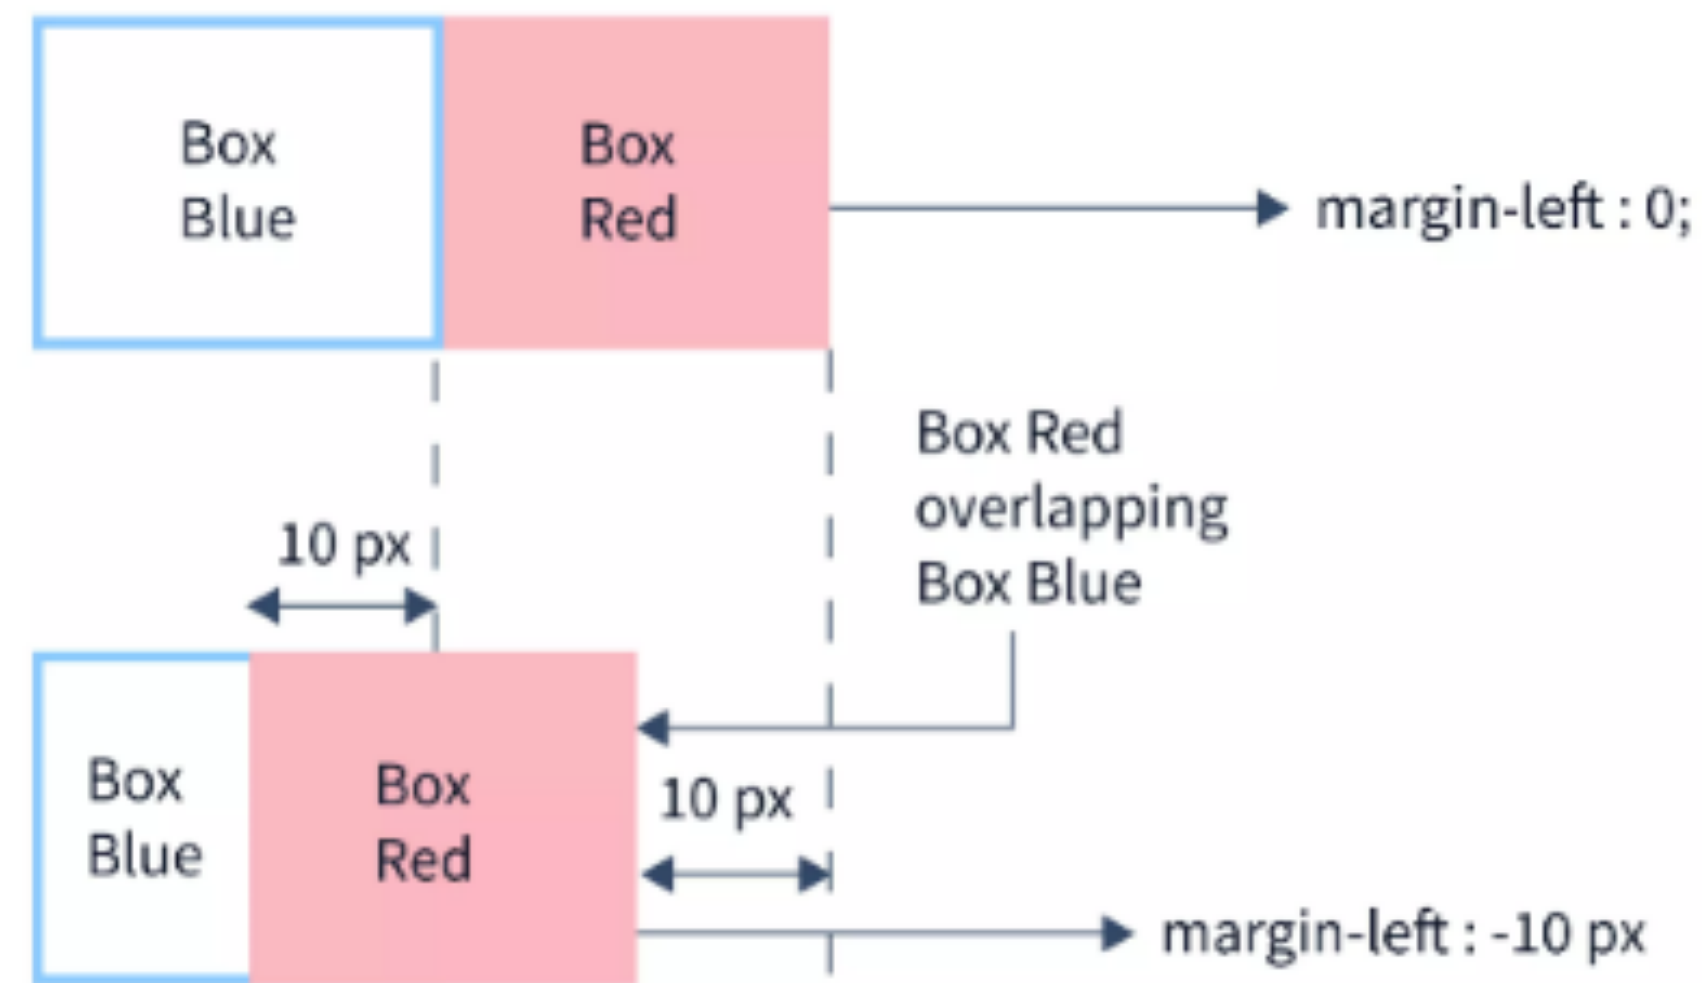 Box
Blue
Box
Red
margin-left : 0;
Box Red
overlapping
Box Blue
10 px
Box
Blue
Box
Red
10 px
margin-left : -10 px